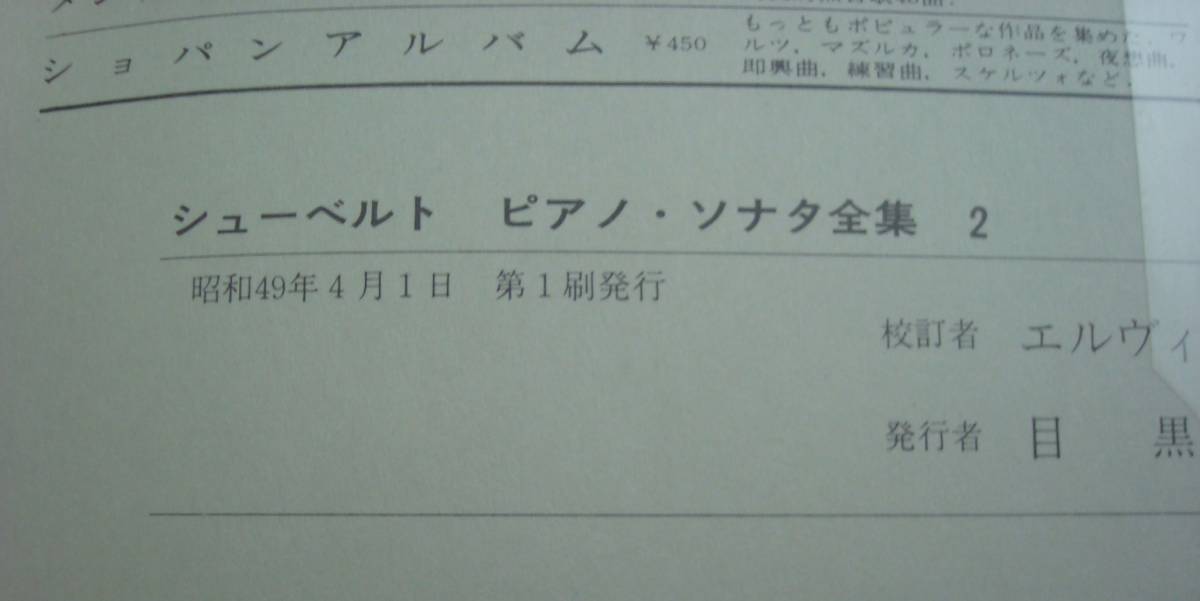 ショパンアルバム ¥450 もっともポピュラーな作品を集めた．ワ
ルツ，マズルカ，ポロネーズ，夜想曲，
即興曲，練習曲，スケルツォなど．
シューベルト ピアノ・ソナタ全集 2
昭和49年4月1日 第1刷発行
校訂者 エルヴィ
発行者 目 黒